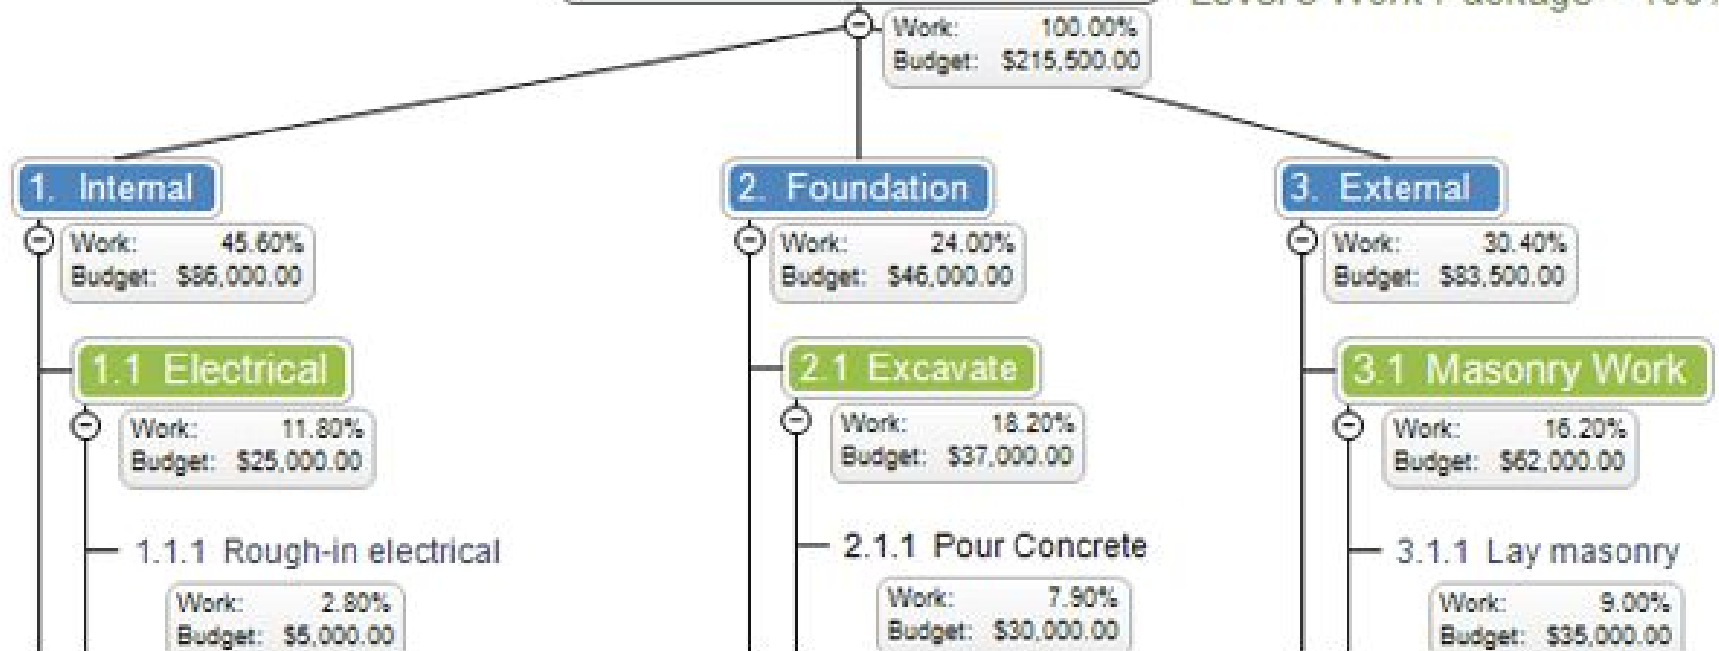 Work: 100.00%
Budget: $215,500.00
1. Internal
Work: 45.60%
Budget: $86,000.00
2. Foundation
Work: 24.00%
Budget: $46,000.00
3. External
Work: 30.40%
Budget: $83,500.00
1.1 Electrical
Work: 11.80%
Budget: $25,000.00
2.1 Excavate
Work: 18.20%
Budget: $37,000.00
3.1 Masonry Work
Work: 16.20%
Budget: $62,000.00
1.1.1 Rough-in electrical
Work: 2.80%
Budget: $5,000.00
2.1.1 Pour Concrete
Work: 7.90%
Budget: $30,000.00
3.1.1 Lay masonry
Work: 9.00%
Budget: $35,000.00